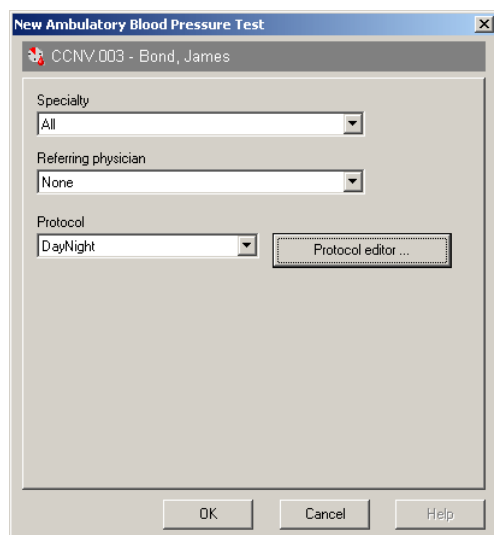 New Ambulatory Blood Pressure Test
CCNV.003 - Bond, James
Specialty
All
Referring physician
None
Protocol
DayNight
Protocol editor ...
OK Cancel Help